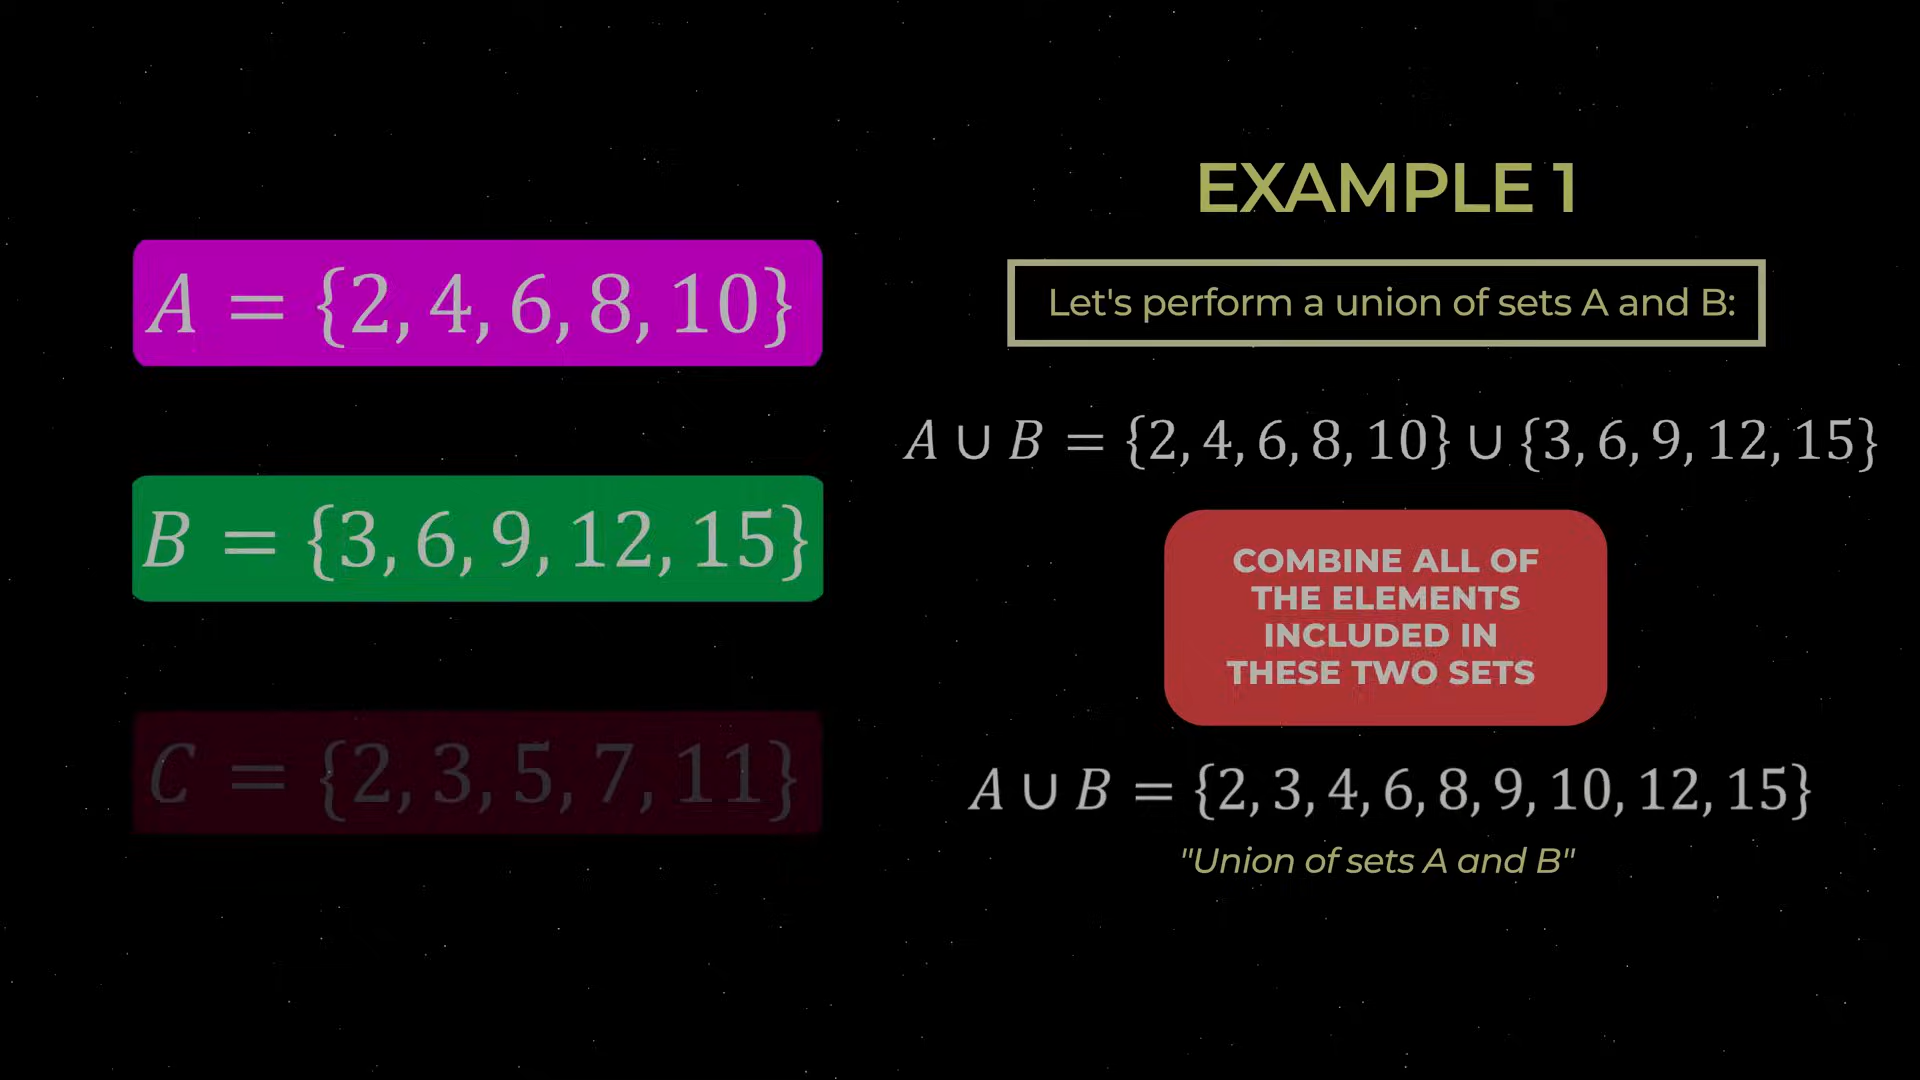 A = {2, 4, 6, 8, 10}
B = {3, 6, 9, 12, 15}
C = {2, 3, 5, 7, 11}
EXAMPLE 1
Let's perform a union of sets A and B:
A ∪ B = {2, 4, 6, 8, 10} ∪ {3, 6, 9, 12, 15}
COMBINE ALL OF
THE ELEMENTS
INCLUDED IN
THESE TWO SETS
A ∪ B = {2, 3, 4, 6, 8, 9, 10, 12, 15}
"Union of sets A and B"